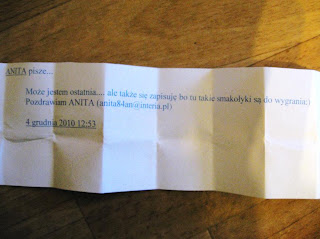 ANITA pisze...
Może jestem ostatnia.... ale także się zapisuję bo tu takie smakołyki są do wygrania:)
Pozdrawiam ANITA (anita84an@interia.pl)
4 grudnia 2010 12:53